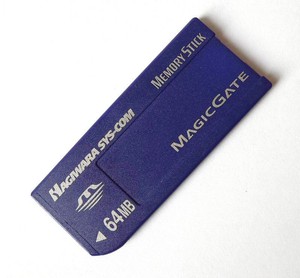 HAGIWARA SYS-COM
64MB
MEMORY STICK
MAGICGATE